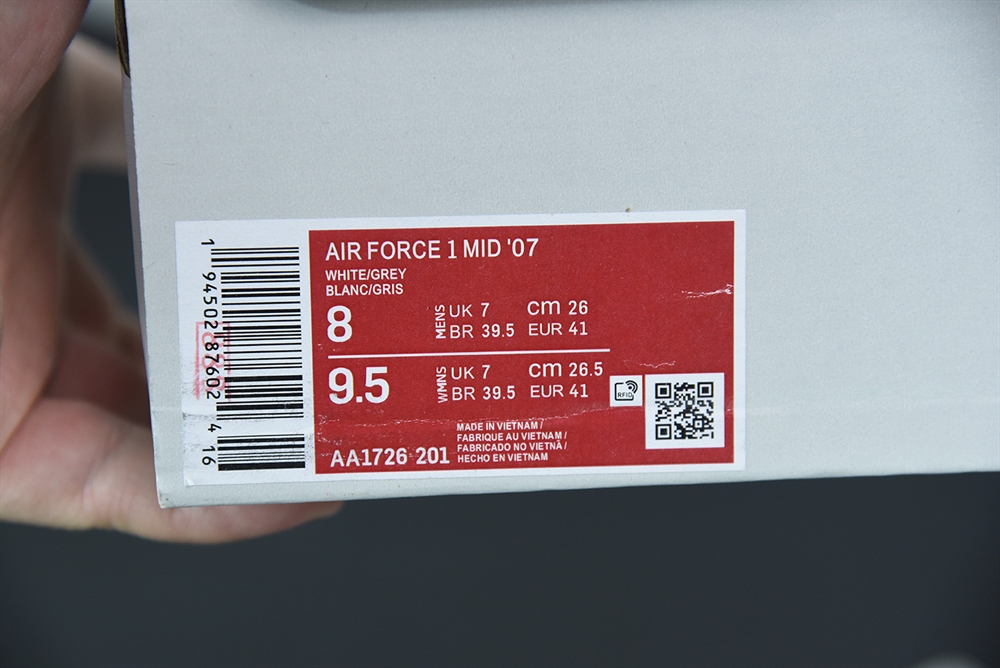 AIR FORCE 1 MID '07
WHITE/GREY
BLANC/GRIS
8 MENS UK 7 cm 26
BR 39.5 EUR 41
9.5 WMNS UK 7 cm 26.5
BR 39.5 EUR 41
RFID
MADE IN VIETNAM /
FABRIQUE AU VIETNAM /
FABRICADO NO VIETNÃ /
HECHO EN VIETNAM
AA1726 201
1 94502 87602 4 16